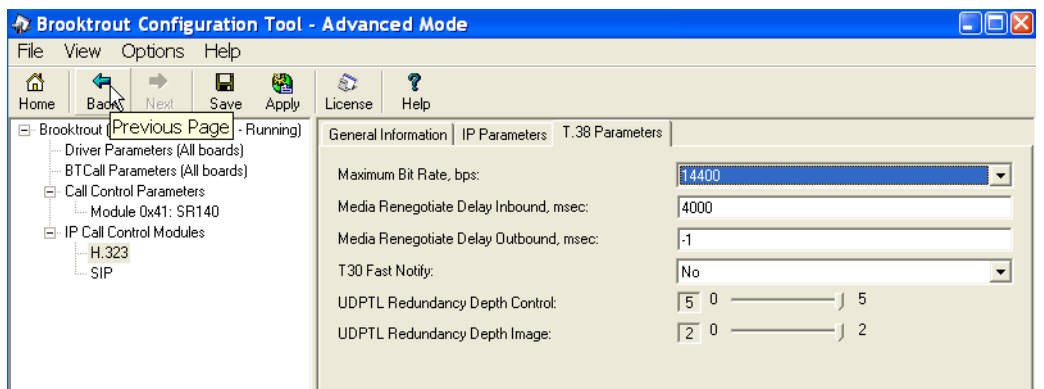 Brooktrout Configuration Tool - Advanced Mode
File View Options Help
Home Back Next Save Apply License Help
Previous Page
Brooktrout ( - Running)
Driver Parameters (All boards)
BTCall Parameters (All boards)
Call Control Parameters
Module 0x41: SR140
IP Call Control Modules
H.323
SIP
General Information IP Parameters T.38 Parameters
Maximum Bit Rate, bps: 14400
Media Renegotiate Delay Inbound, msec: 4000
Media Renegotiate Delay Outbound, msec: -1
T30 Fast Notify: No
UDPTL Redundancy Depth Control: 5 0 5
UDPTL Redundancy Depth Image: 2 0 2